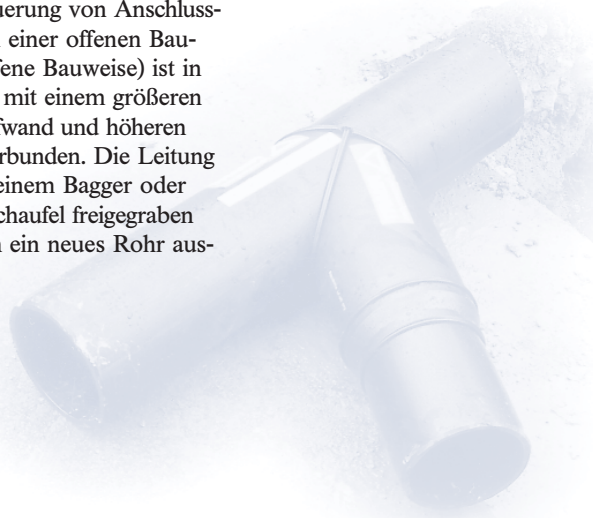 uerung von Anschluss-
einer offenen Bau-
fene Bauweise) ist in
mit einem größeren
fwand und höheren
rbunden. Die Leitung
einem Bagger oder
chaufel freigegraben
ein neues Rohr aus-